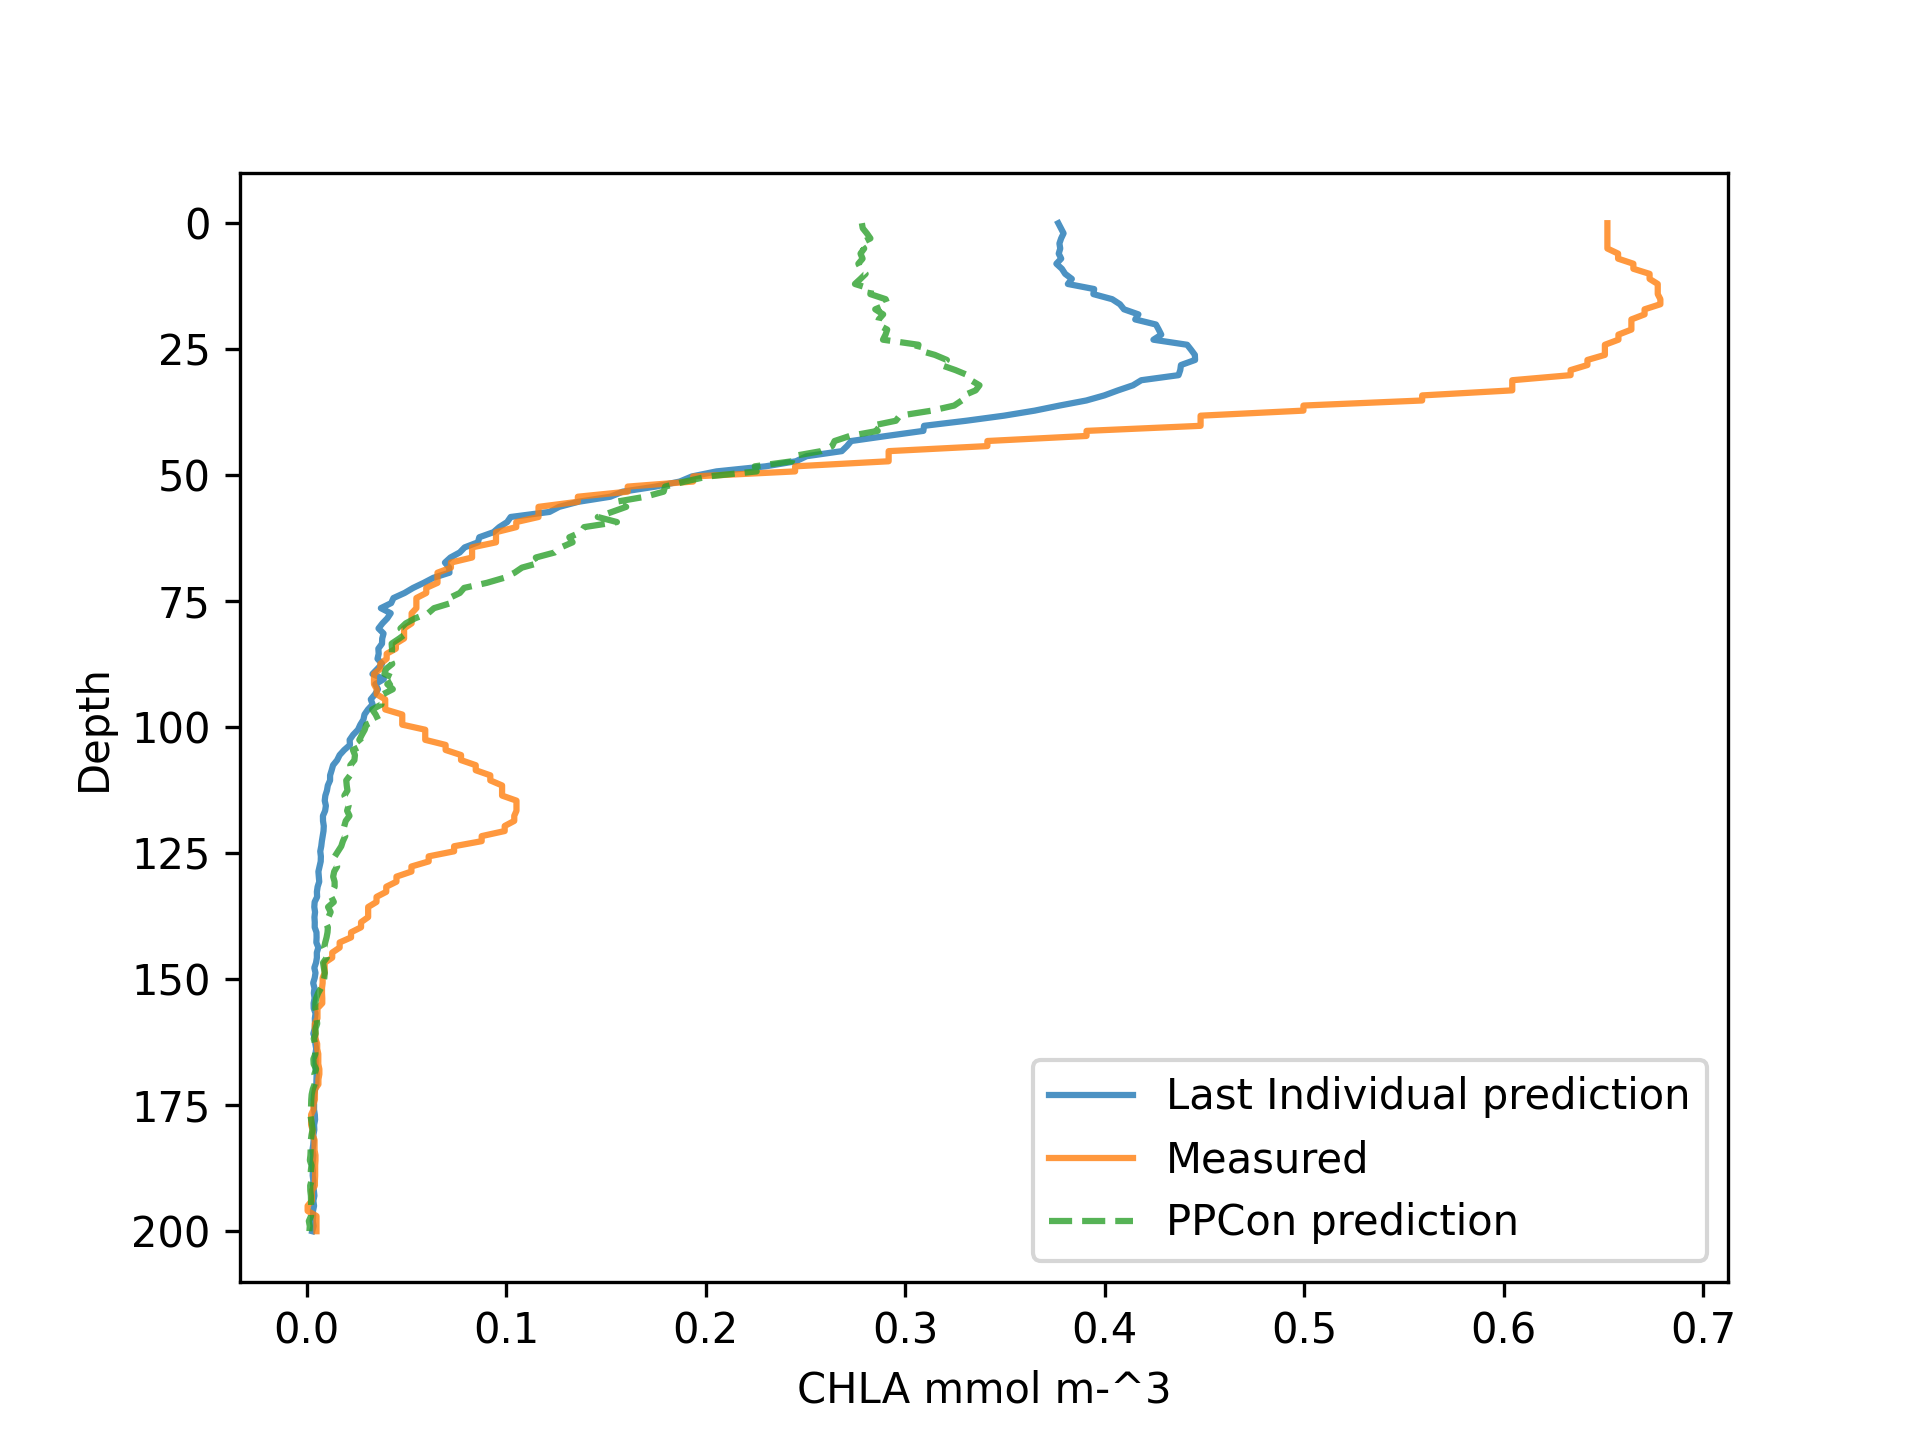 0
25
50
75
100
125
150
175
200
Depth
0.0 0.1 0.2 0.3 0.4 0.5 0.6 0.7
CHLA mmol m-^3
Last Individual prediction
Measured
PPCon prediction